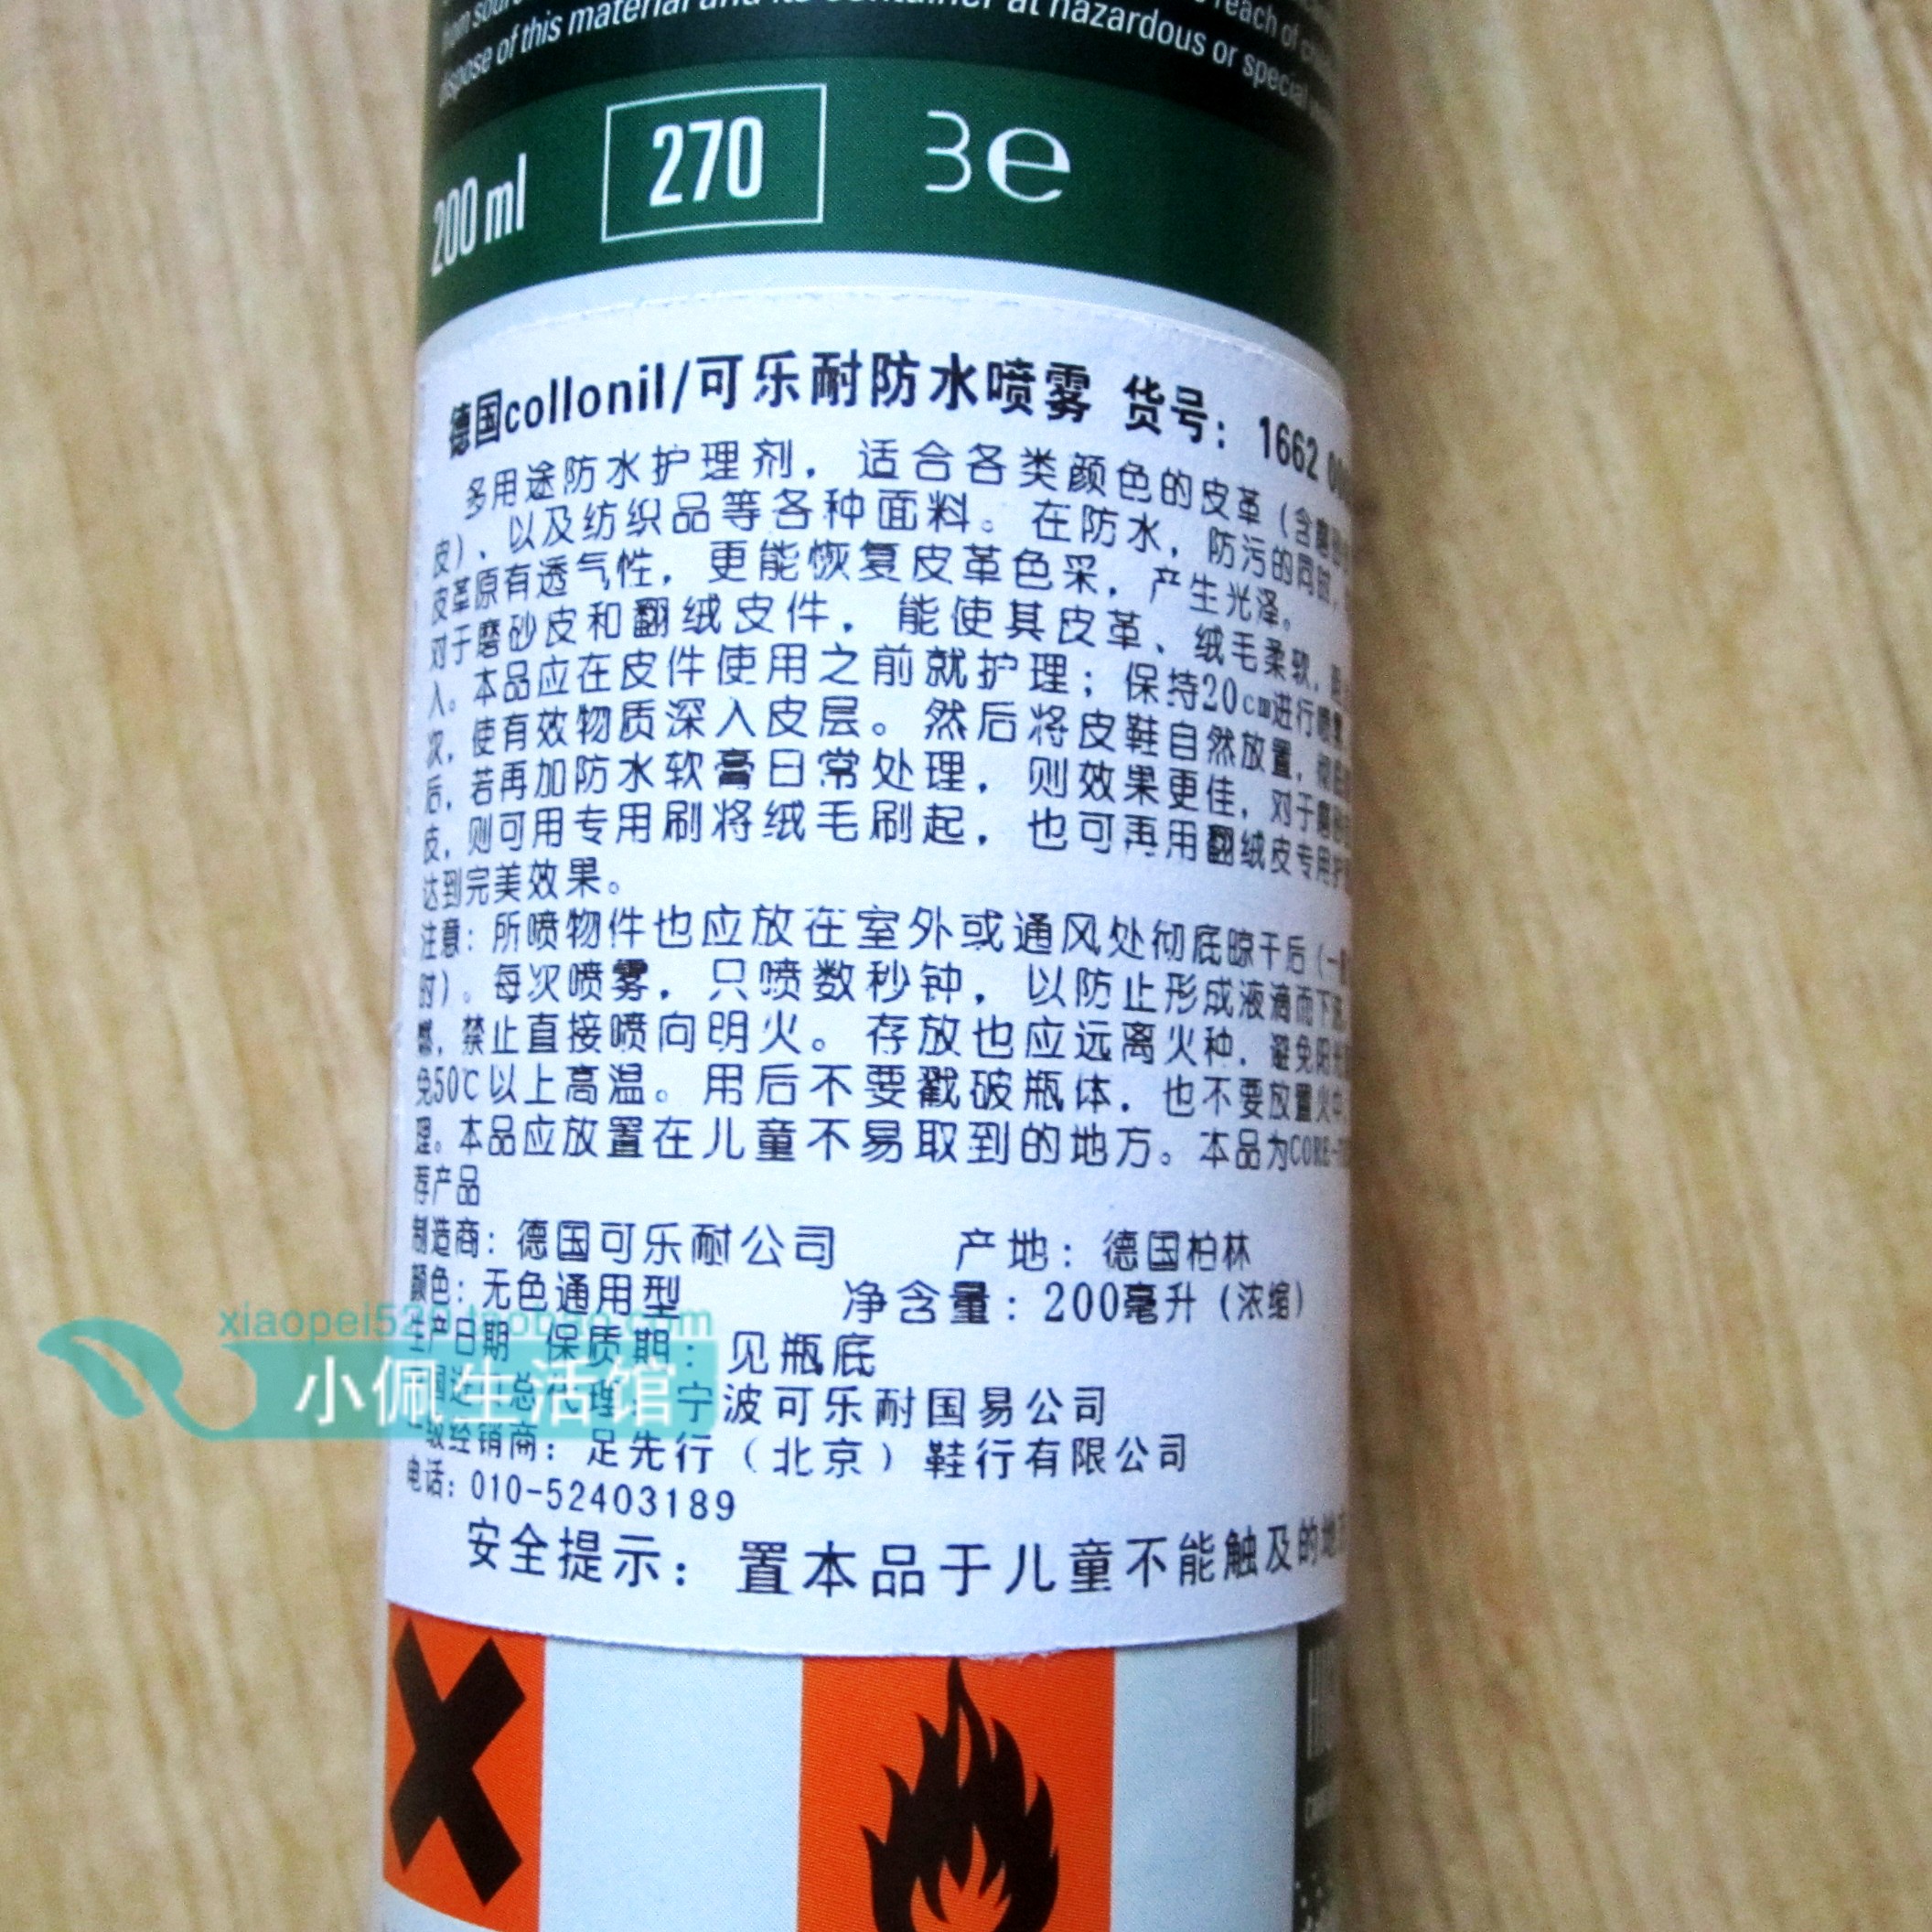 dispose of this material and its container at hazardous or special
200 ml 270 3e
德国collonil/可乐耐防水喷雾 货号：1662
多用途防水护理剂，适合各类颜色的皮革（含磨
皮）、以及纺织品等各种面料。在防水，防污的同时，
皮革原有透气性，更能恢复皮革色采，产生光泽。
对于磨砂皮和翻绒皮件，能使其皮革、绒毛柔软，
入。本品应在皮件使用之前就护理；保持20cm进行喷雾
次，使有效物质深入皮层。然后将皮鞋自然放置，彻底
后，若再加防水软膏日常处理，则效果更佳，对于磨砂
皮，则可用专用刷将绒毛刷起，也可再用翻绒皮专用护
达到完美效果。
注意：所喷物件也应放在室外或通风处彻底晾干后（一
时）。每次喷雾，只喷数秒钟，以防止形成液滴而下
燃，禁止直接喷向明火。存放也应远离火种，避免阳光
免50℃以上高温。用后不要戳破瓶体，也不要放置火中
理。本品应放置在儿童不易取到的地方。本品为
荐产品
制造商：德国可乐耐公司 产地：德国柏林
颜色：无色通用型 净含量：200毫升（浓缩）
xiaopei520.taobao.com
生产日期 保质期：见瓶底
小佩生活馆
宁波可乐耐国易公司
级经销商：足先行（北京）鞋行有限公司
电话：010-52403189
安全提示：置本品于儿童不能触及的地